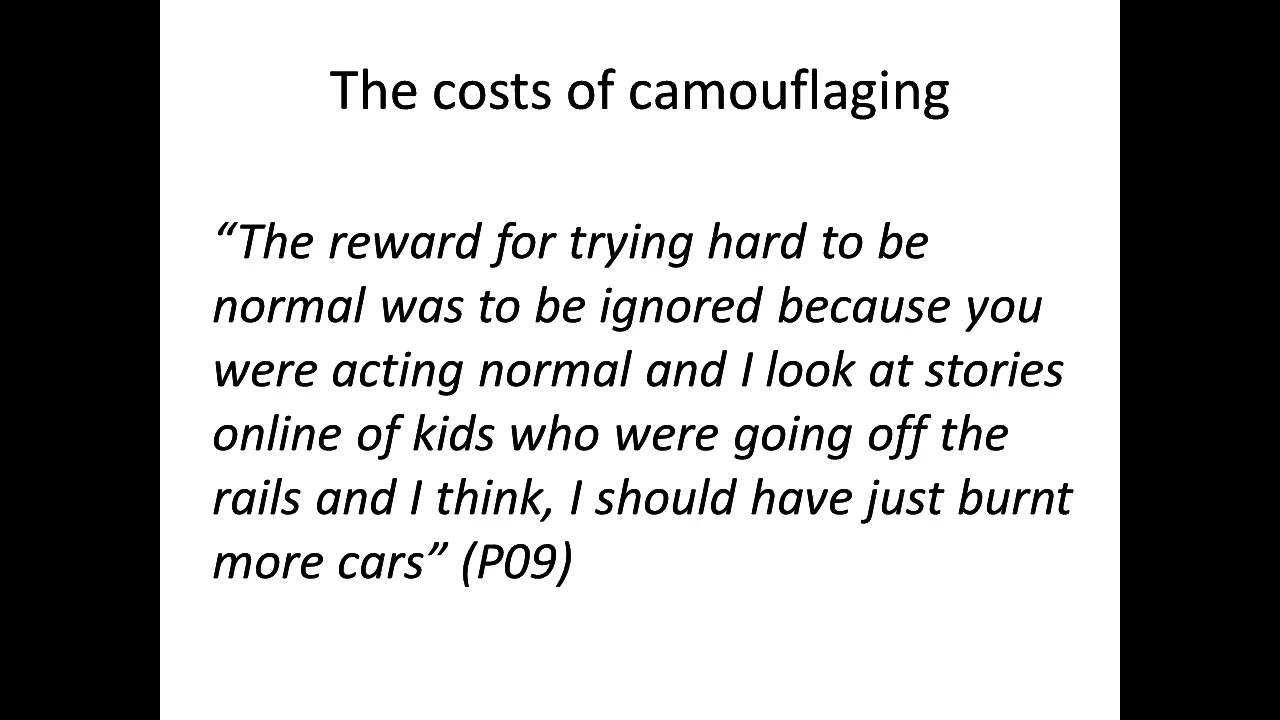 The costs of camouflaging
“The reward for trying hard to be
normal was to be ignored because you
were acting normal and I look at stories
online of kids who were going off the
rails and I think, I should have just burnt
more cars” (P09)